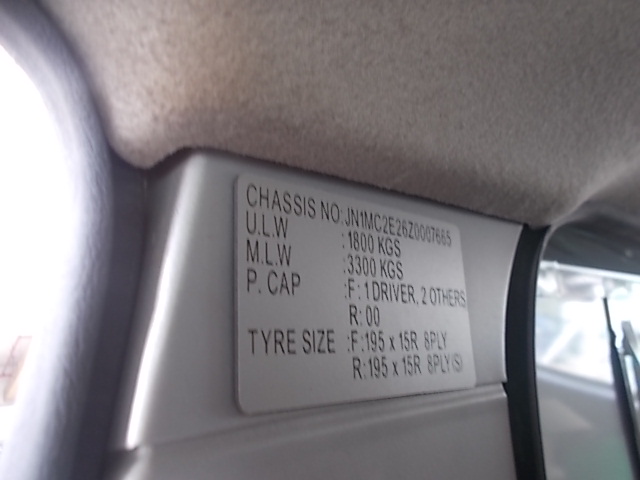 CHASSIS NO:JN1MC2E26Z0007665
U.L.W :1800 KGS
M.L.W :3300 KGS
P. CAP :F: 1 DRIVER, 2 OTHERS
R: 00
TYRE SIZE :F:195 x 15R 8PLY
R:195 x 15R 8PLY Ⓢ